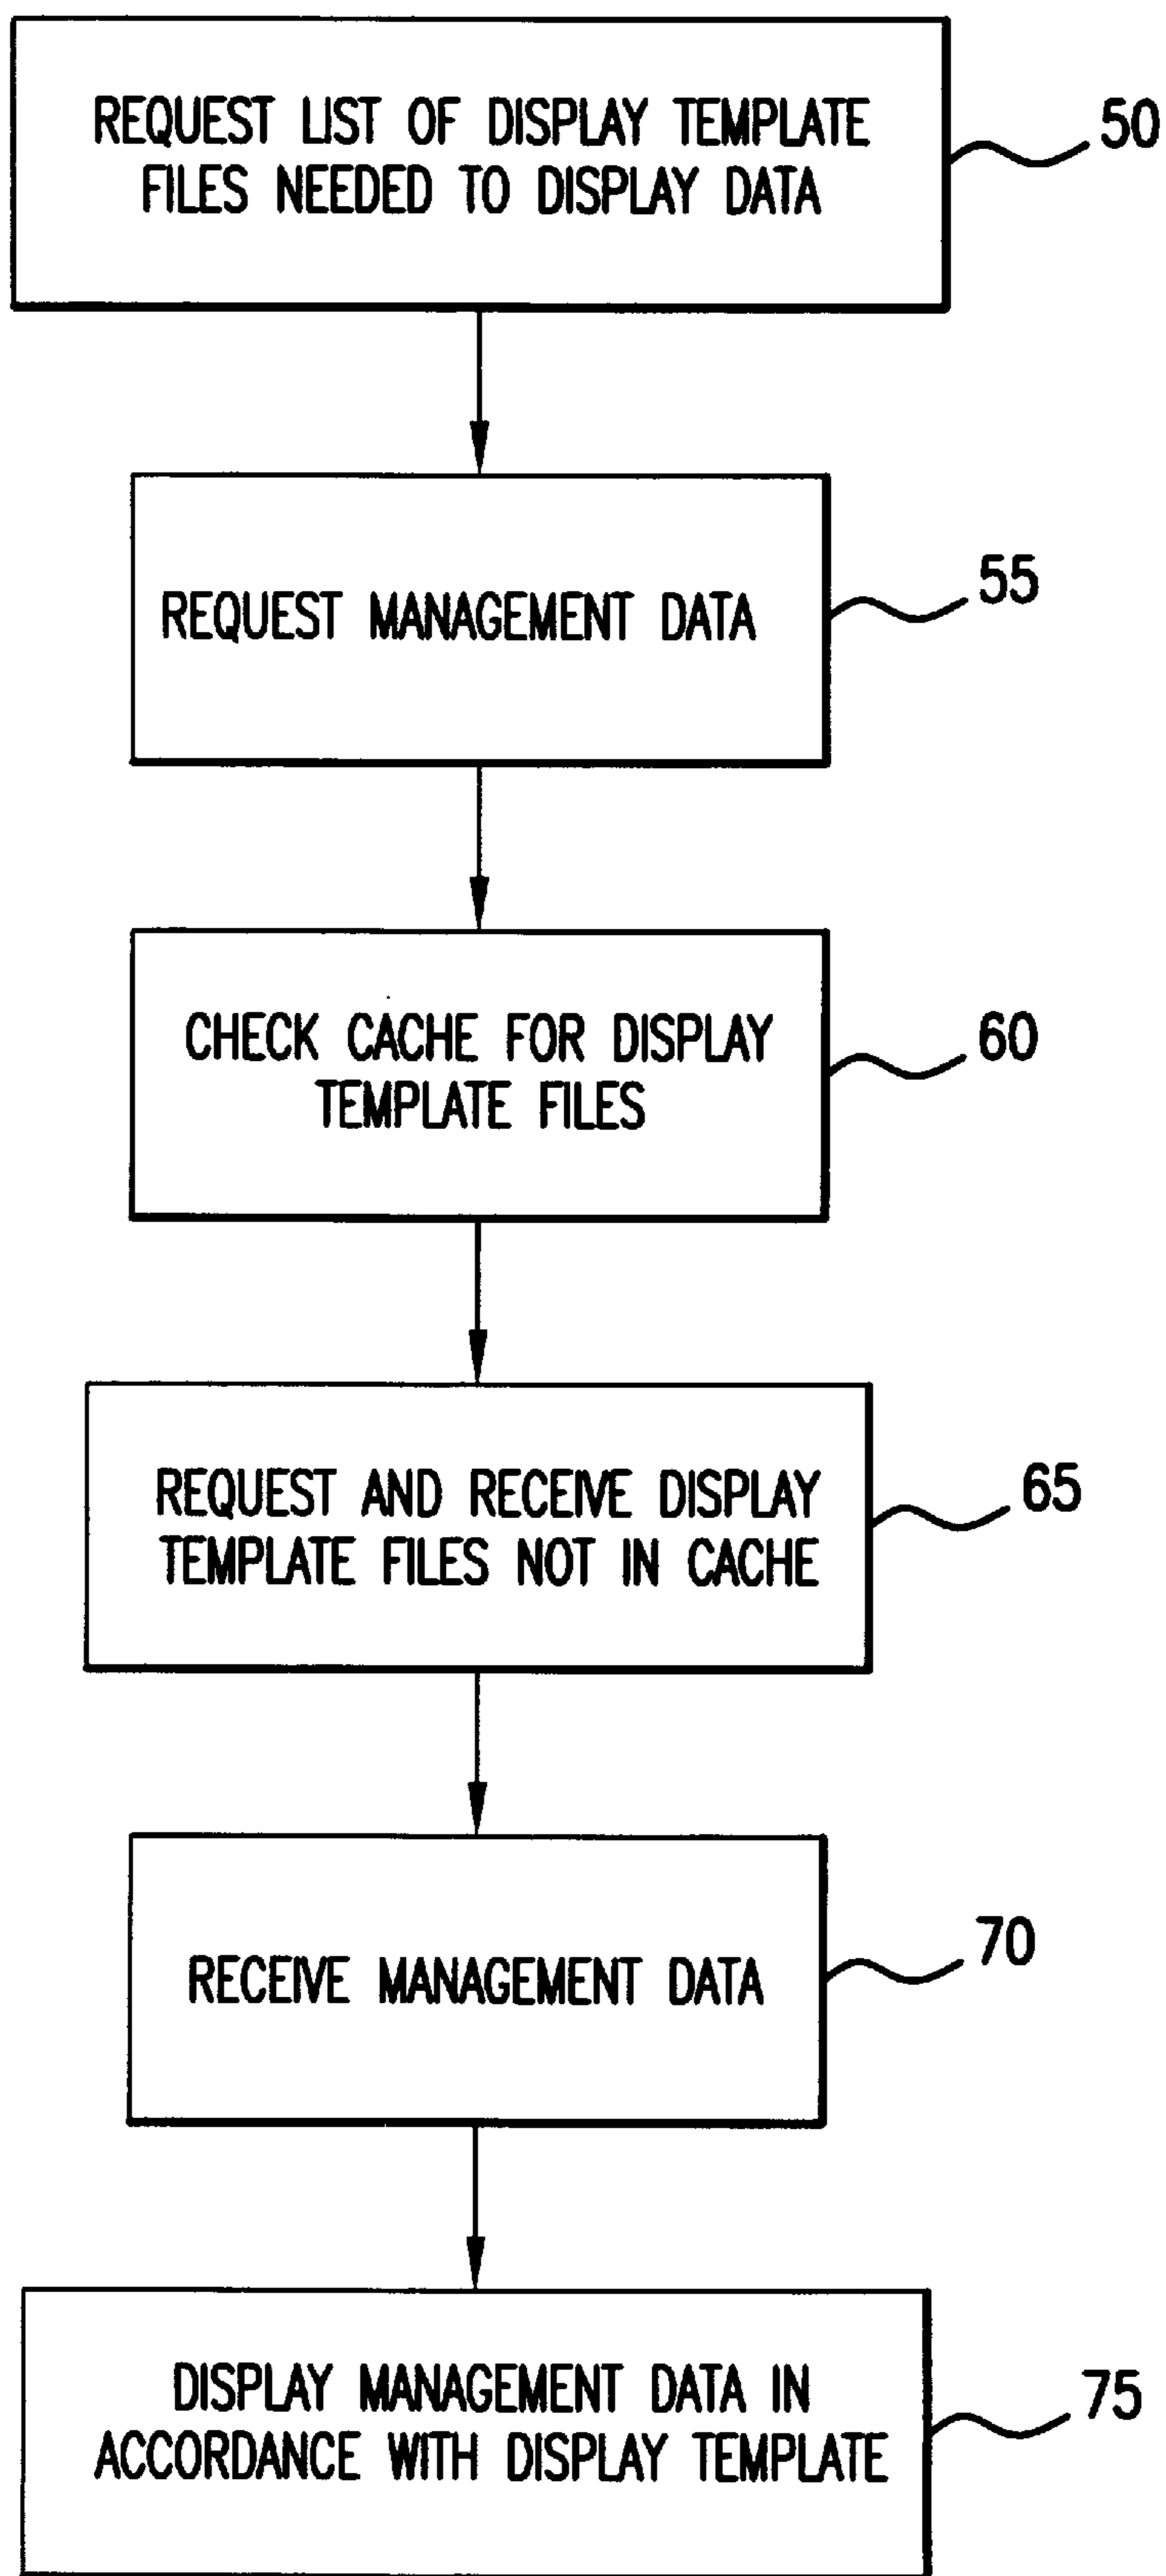 REQUEST LIST OF DISPLAY TEMPLATE
FILES NEEDED TO DISPLAY DATA
50
REQUEST MANAGEMENT DATA
55
CHECK CACHE FOR DISPLAY
TEMPLATE FILES
60
REQUEST AND RECEIVE DISPLAY
TEMPLATE FILES NOT IN CACHE
65
RECEIVE MANAGEMENT DATA
70
DISPLAY MANAGEMENT DATA IN
ACCORDANCE WITH DISPLAY TEMPLATE
75